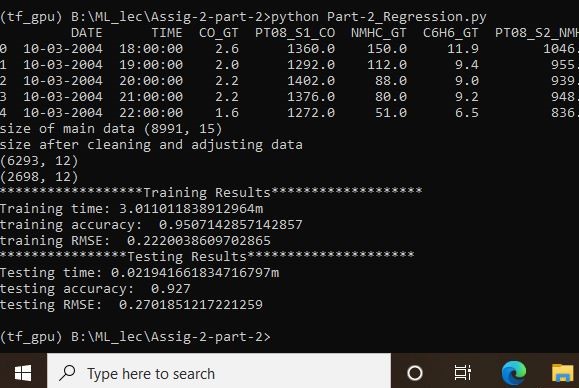 (tf_gpu) B:\ML_lec\Assig-2-part-2>python Part-2_Regression.py
DATE TIME CO_GT PT08_S1_CO NMHC_GT C6H6_GT PT08_S2_NMH
0 10-03-2004 18:00:00 2.6 1360.0 150.0 11.9 1046.
1 10-03-2004 19:00:00 2.0 1292.0 112.0 9.4 955.
2 10-03-2004 20:00:00 2.2 1402.0 88.0 9.0 939.
3 10-03-2004 21:00:00 2.2 1376.0 80.0 9.2 948.
4 10-03-2004 22:00:00 1.6 1272.0 51.0 6.5 836.
size of main data (8991, 15)
size after cleaning and adjusting data
(6293, 12)
(2698, 12)
******************Training Results*******************
Training time: 3.011011838912964m
training accuracy:  0.9507142857142857
training RMSE:  0.2220038609702865
****************Testing Results*********************
Testing time: 0.021941661834716797m
testing accuracy:  0.927
testing RMSE:  0.2701851217221259
(tf_gpu) B:\ML_lec\Assig-2-part-2>
Type here to search